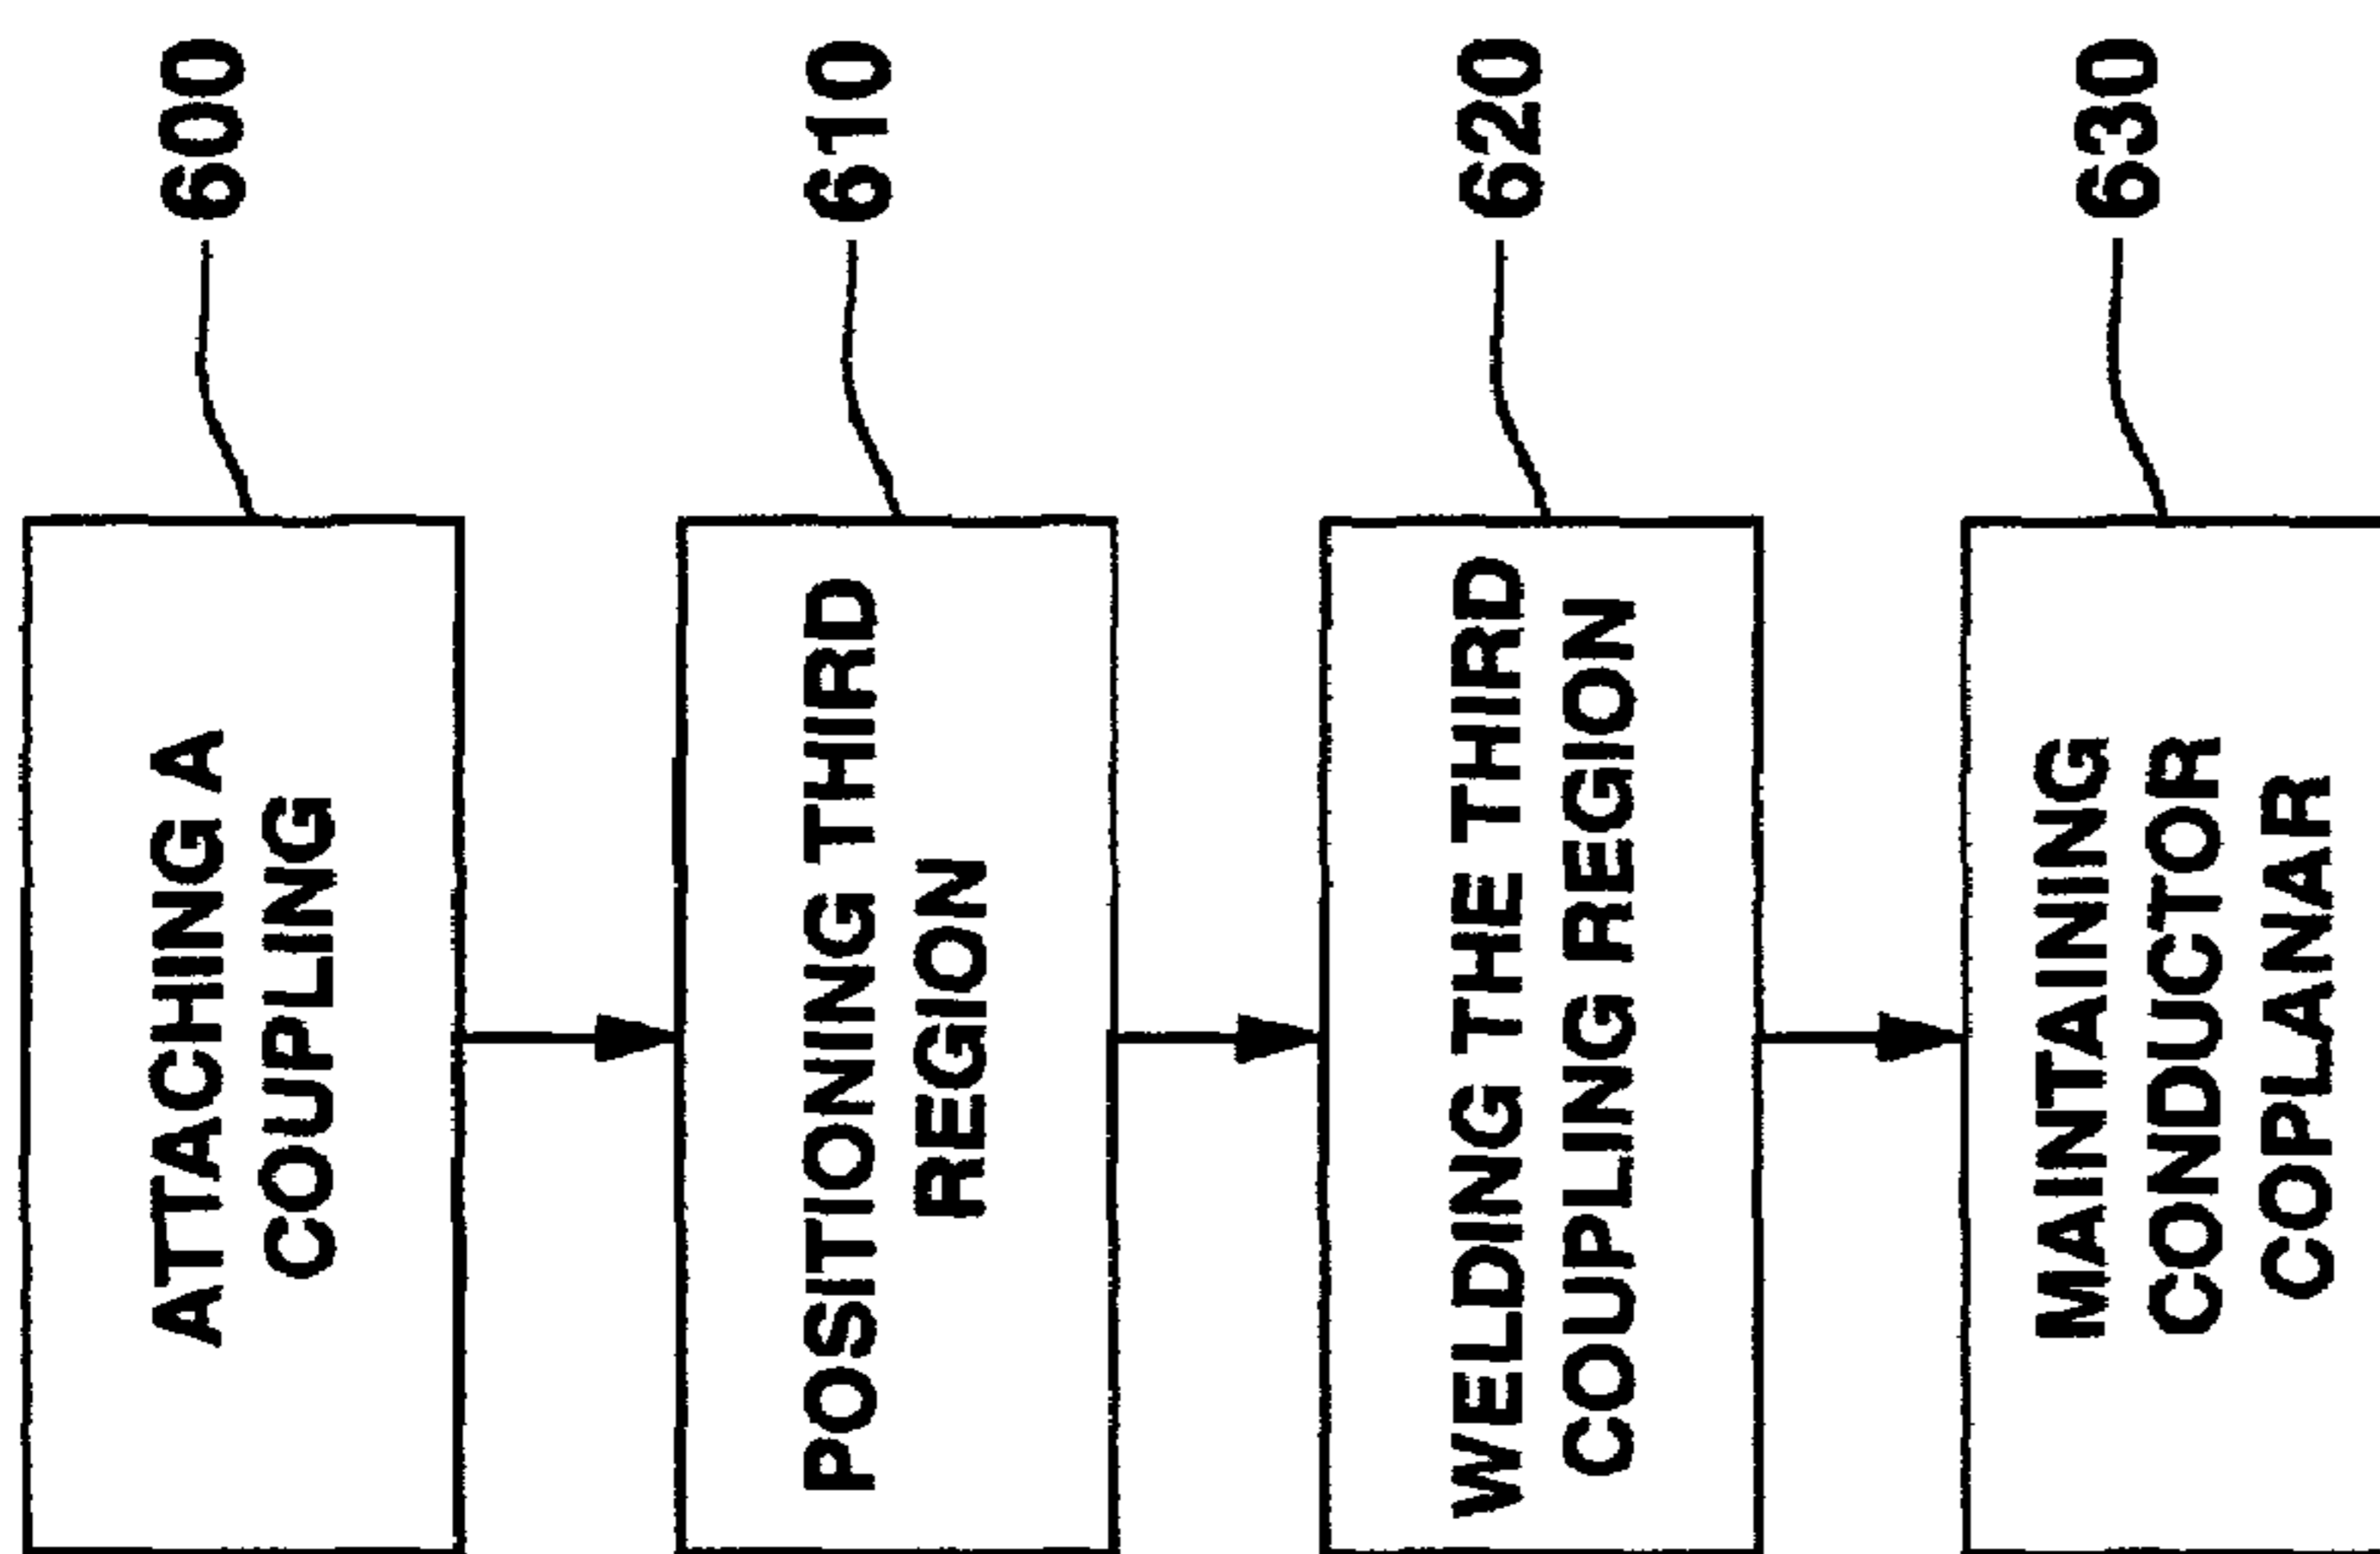 ATTACHING A
COUPLING
600
POSITIONING THIRD
REGION
610
WELDING THE THIRD
COUPLING REGION
620
MAINTAINING
CONDUCTOR
COPLANAR
630